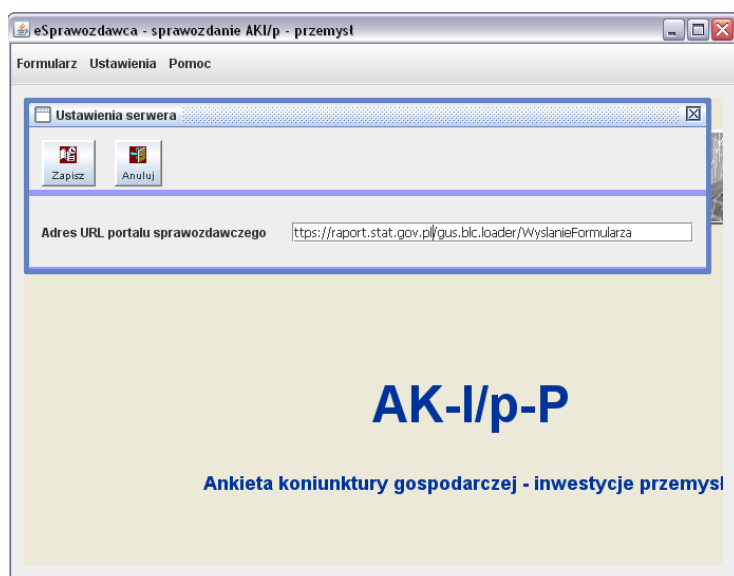 eSprawozdawca - sprawozdanie AKI/p - przemysł
Formularz Ustawienia Pomoc
Ustawienia serwera
Zapisz Anuluj
Adres URL portalu sprawozdawczego ttps://raport.stat.gov.pl/gus.blc.loader/WyslanieFormularza
AK-I/p-P
Ankieta koniunktury gospodarczej - inwestycje przemysł